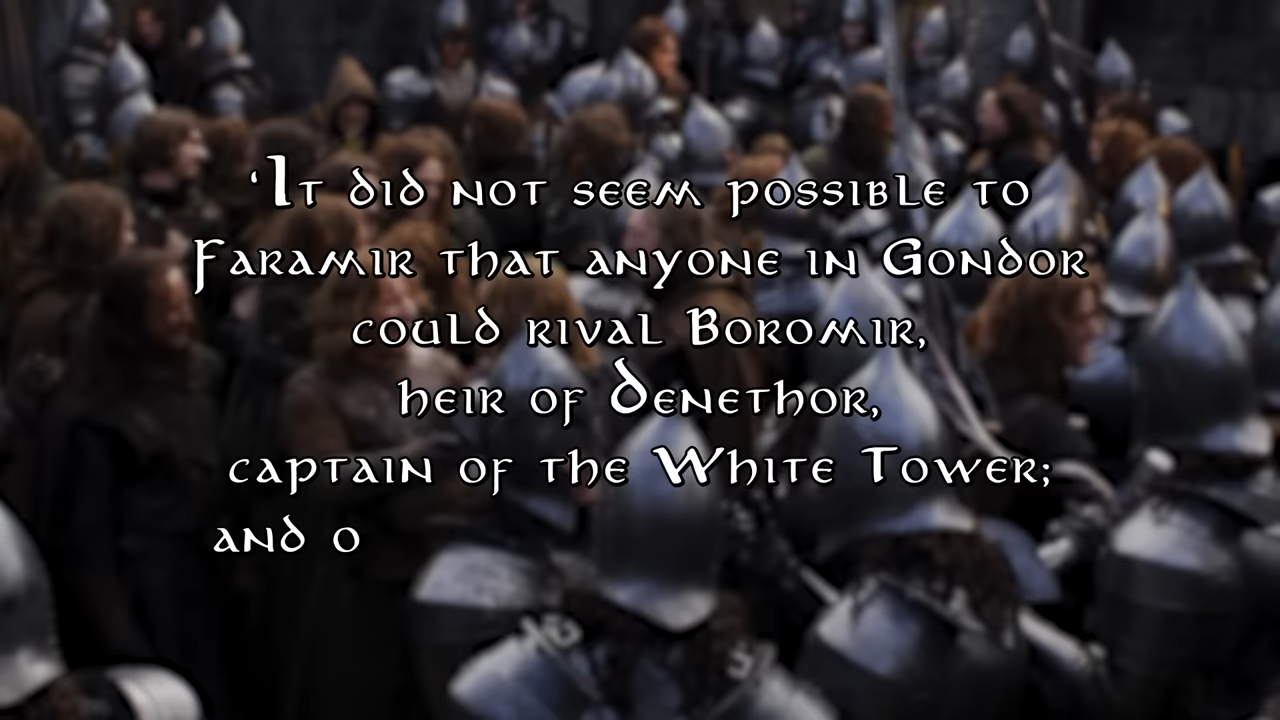 ‘It did not seem possible to
Faramir that anyone in Gondor
could rival Boromir,
heir of Denethor,
captain of the White Tower;
and o